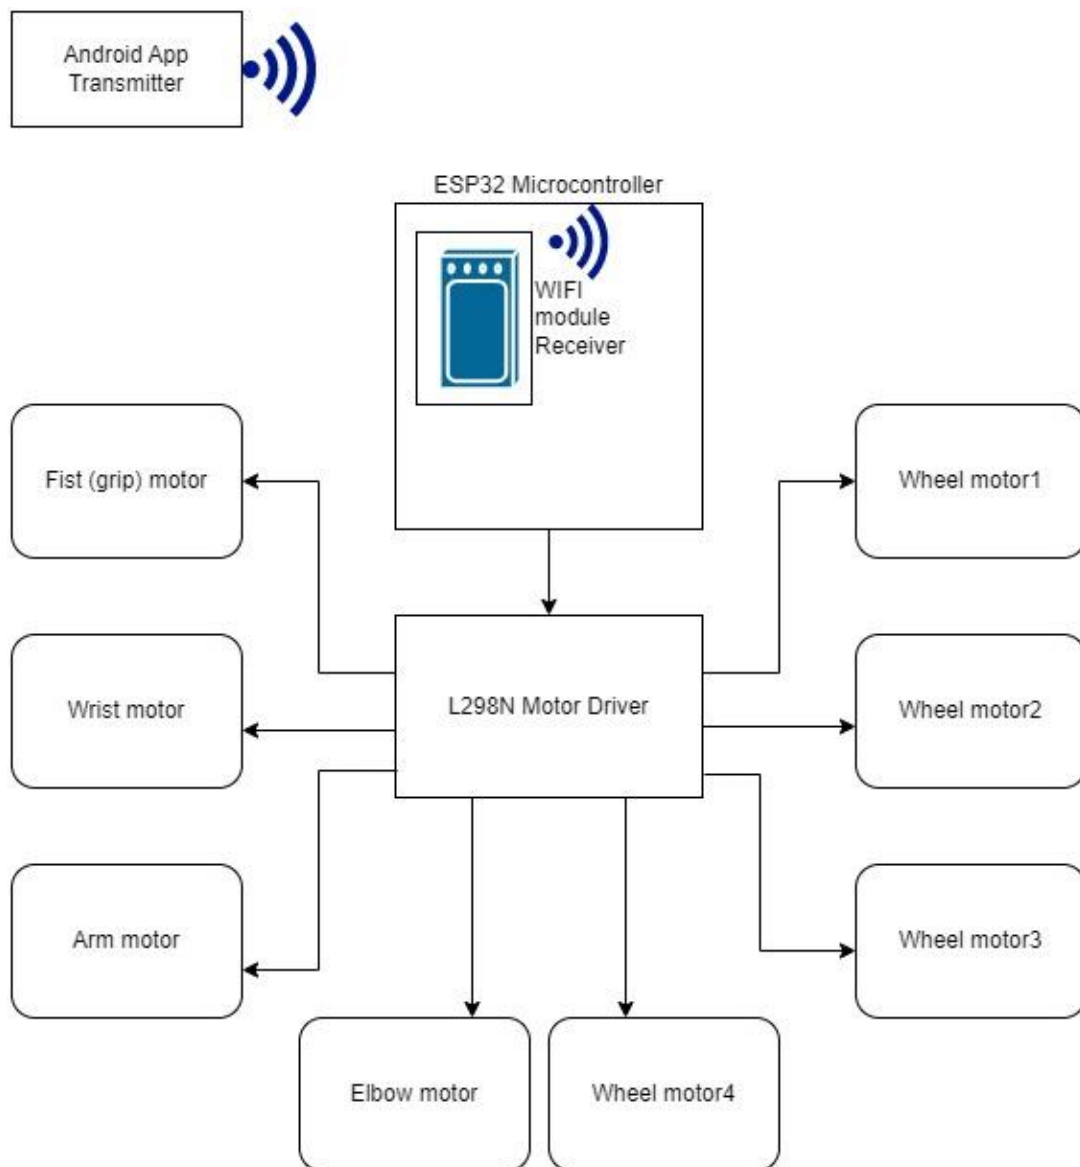 Android App
Transmitter
ESP32 Microcontroller
WIFI
module
Receiver
Fist (grip) motor
Wheel motor1
Wrist motor
L298N Motor Driver
Wheel motor2
Arm motor
Wheel motor3
Elbow motor
Wheel motor4